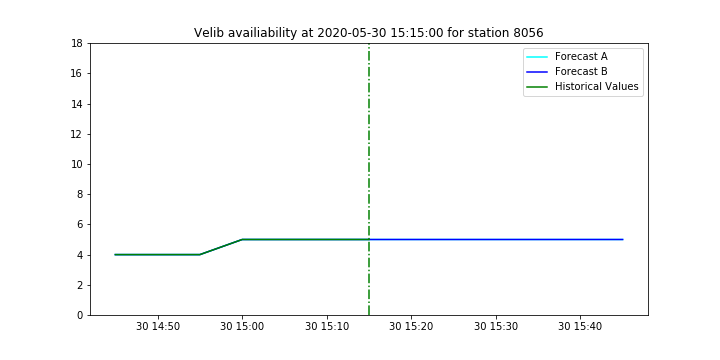 Velib availiability at 2020-05-30 15:15:00 for station 8056
18
16
14
12
10
8
6
4
2
0
Forecast A
Forecast B
Historical Values
30 14:50 30 15:00 30 15:10 30 15:20 30 15:30 30 15:40